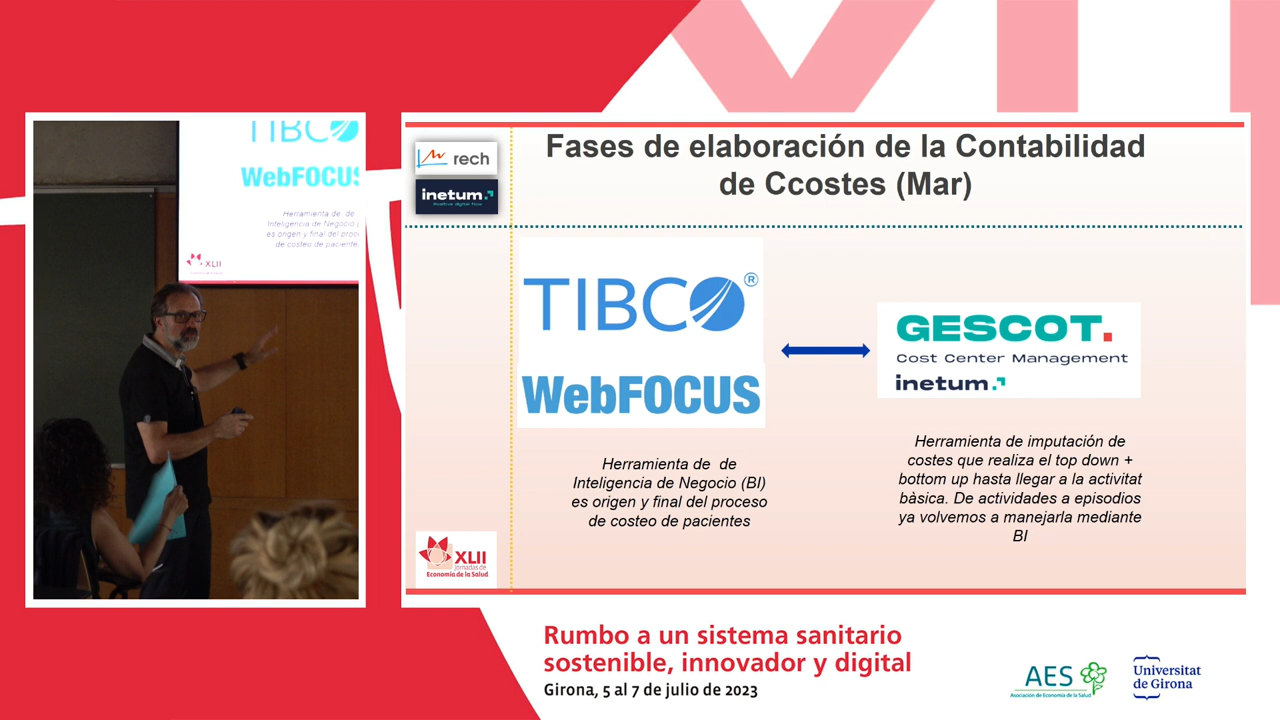 TIBCO
WebFOCUS
Herramienta de de
Inteligencia de Negocio
es origen y final del
de costeo de paciente
XLII
rech
inetum
Positive digital flow
Fases de elaboración de la Contabilidad
de Ccostes (Mar)
TIBCO®
WebFOCUS
Herramienta de de
Inteligencia de Negocio (BI)
es origen y final del proceso
de costeo de pacientes
GESCOT.
Cost Center Management
inetum.
Herramienta de imputación de
costes que realiza el top down +
bottom up hasta llegar a la activitat
bàsica. De actividades a episodios
ya volvemos a manejarla mediante
BI
XLII
Jornadas de
Economía de la Salud
Rumbo a un sistema sanitario
sostenible, innovador y digital
Girona, 5 al 7 de julio de 2023
AES
Asociación de Economía de la Salud
Universitat
de Girona